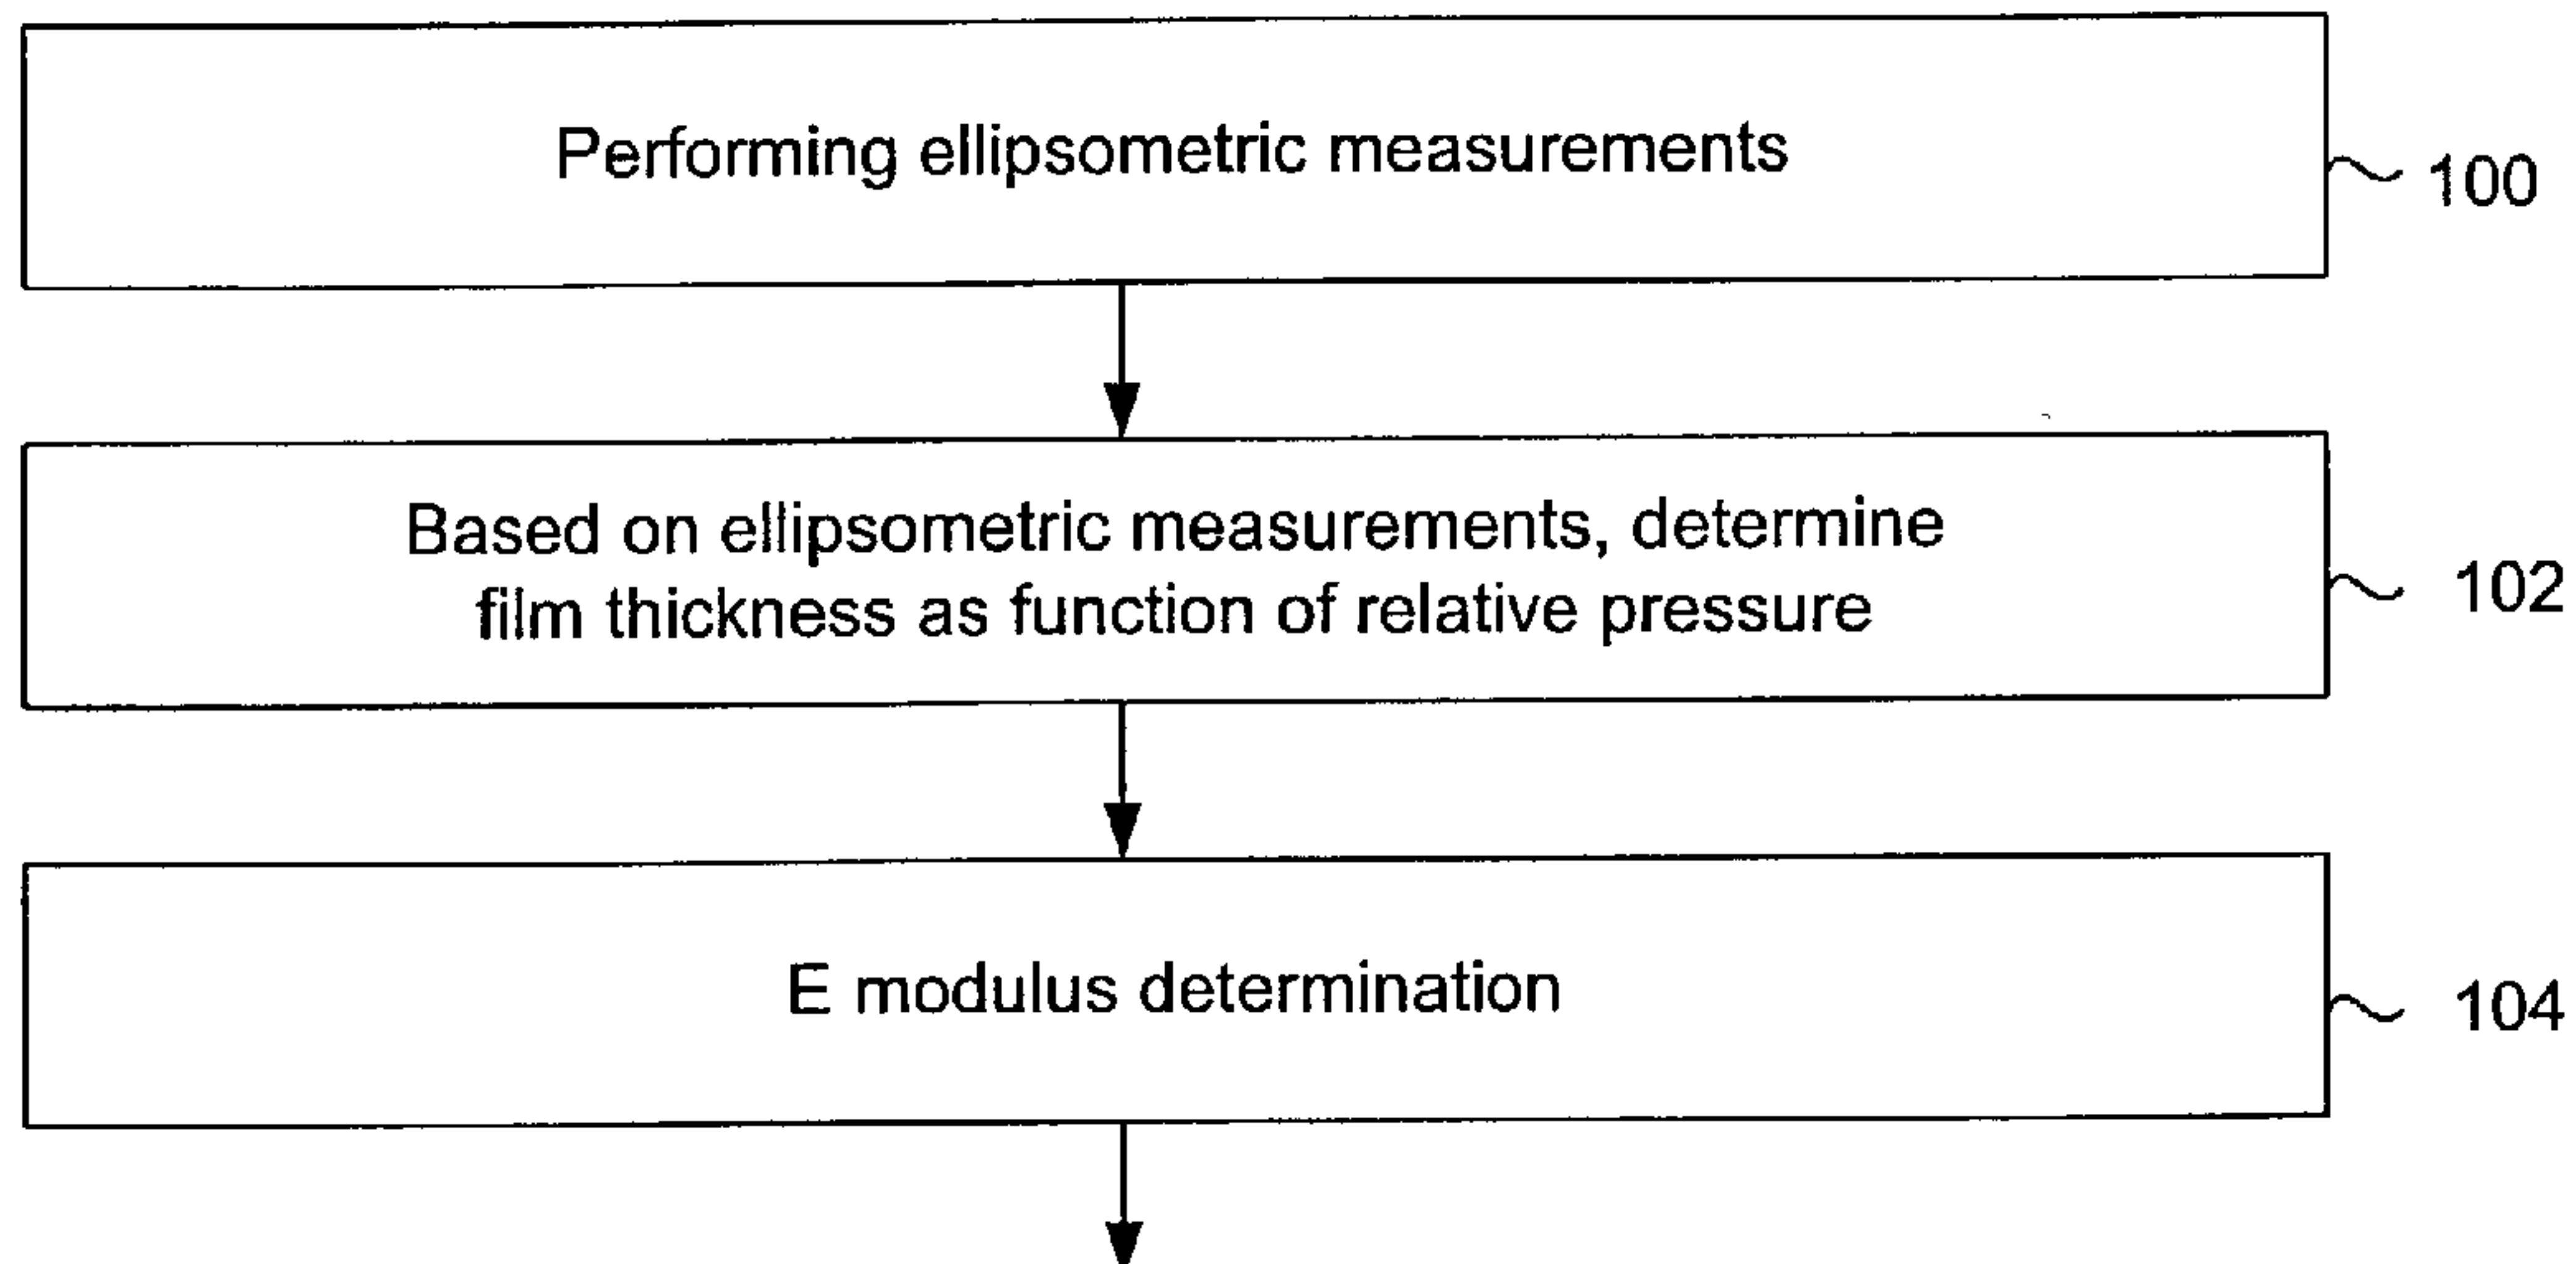 Performing ellipsometric measurements
100
Based on ellipsometric measurements, determine
film thickness as function of relative pressure
102
E modulus determination
104